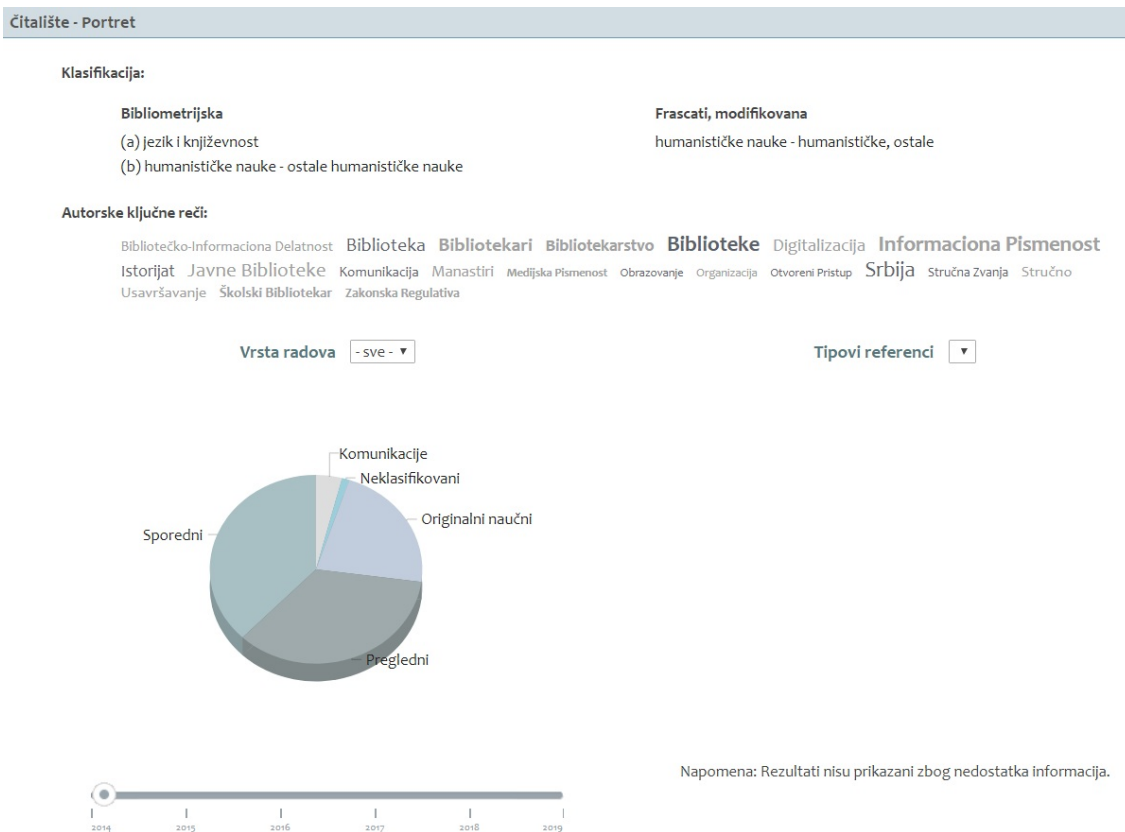 Čitalište - Portret
Klasifikacija:
Bibliometrijska
(a) jezik i književnost
(b) humanističke nauke - ostale humanističke nauke
Frascati, modifikovana
humanističke nauke - humanističke, ostale
Autorske ključne reči:
Bibliotečko-Informaciona Delatnost Biblioteka Bibliotekari Bibliotekarstvo Biblioteke Digitalizacija Informaciona Pismenost
Istorijat Javne Biblioteke Komunikacija Manastiri Medijska Pismenost Obrazovanje Organizacija Otvoreni Pristup Srbija Stručna Zvanja Stručno
Usavršavanje Školski Bibliotekar Zakonska Regulativa
Vrsta radova - sve -
Tipovi referenci
Komunikacije
Neklasifikovani
Originalni naučni
Sporedni
Pregledni
Napomena: Rezultati nisu prikazani zbog nedostatka informacija.
2014 2015 2016 2017 2018 2019